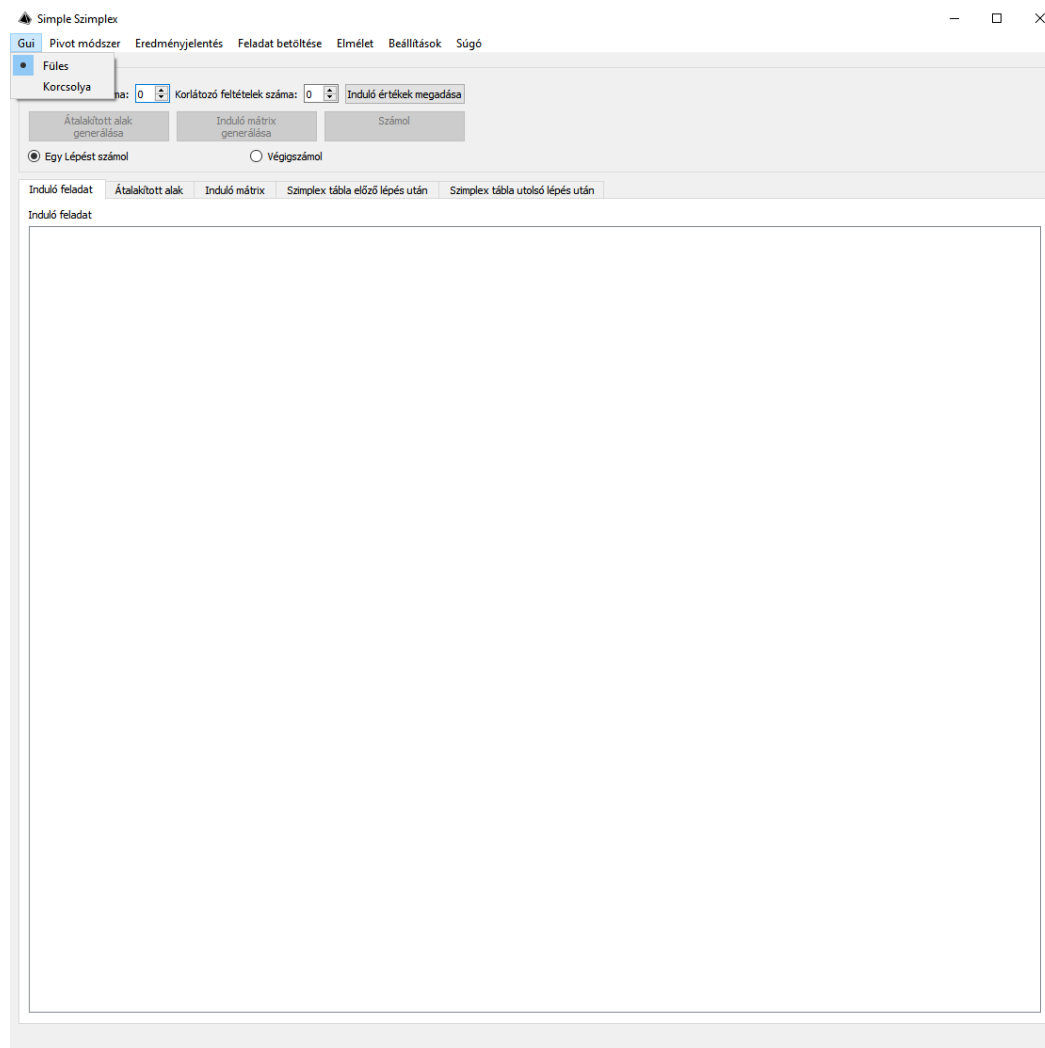 Simple Szimplex
Gui Pivot módszer Eredményjelentés Feladat betöltése Elmélet Beállítások Súgó
Füles
Korcsolya
0 Korlátozó feltételek száma: 0 Induló értékek megadása
Átalakított alak generálása Induló mátrix generálása Számol
Egy Lépést számol Végigszámol
Induló feladat Átalakított alak Induló mátrix Szimplex tábla előző lépés után Szimplex tábla utolsó lépés után
Induló feladat